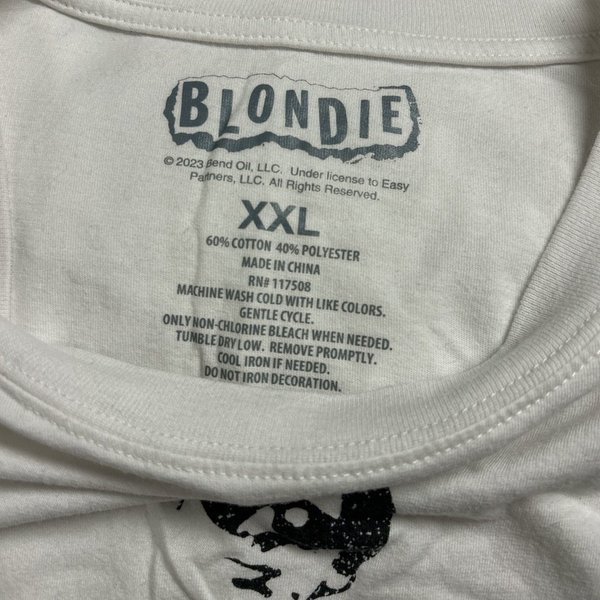 BLONDIE
© 2023 Bend Oil, LLC. Under license to Easy
Partners, LLC. All Rights Reserved.
XXL
60% COTTON 40% POLYESTER
MADE IN CHINA
RN# 117508
MACHINE WASH COLD WITH LIKE COLORS.
GENTLE CYCLE.
ONLY NON-CHLORINE BLEACH WHEN NEEDED.
TUMBLE DRY LOW. REMOVE PROMPTLY.
COOL IRON IF NEEDED.
DO NOT IRON DECORATION.